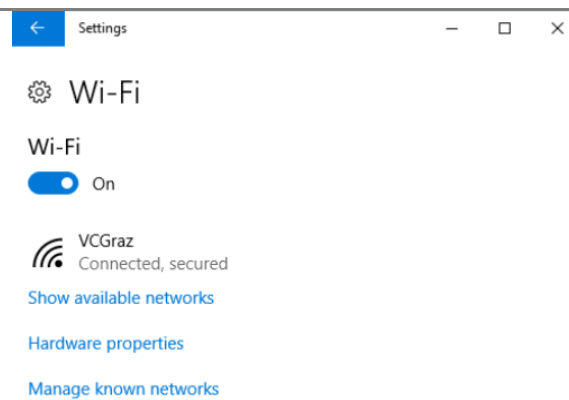 Settings
Wi-Fi
Wi-Fi
On
VCGraz
Connected, secured
Show available networks
Hardware properties
Manage known networks